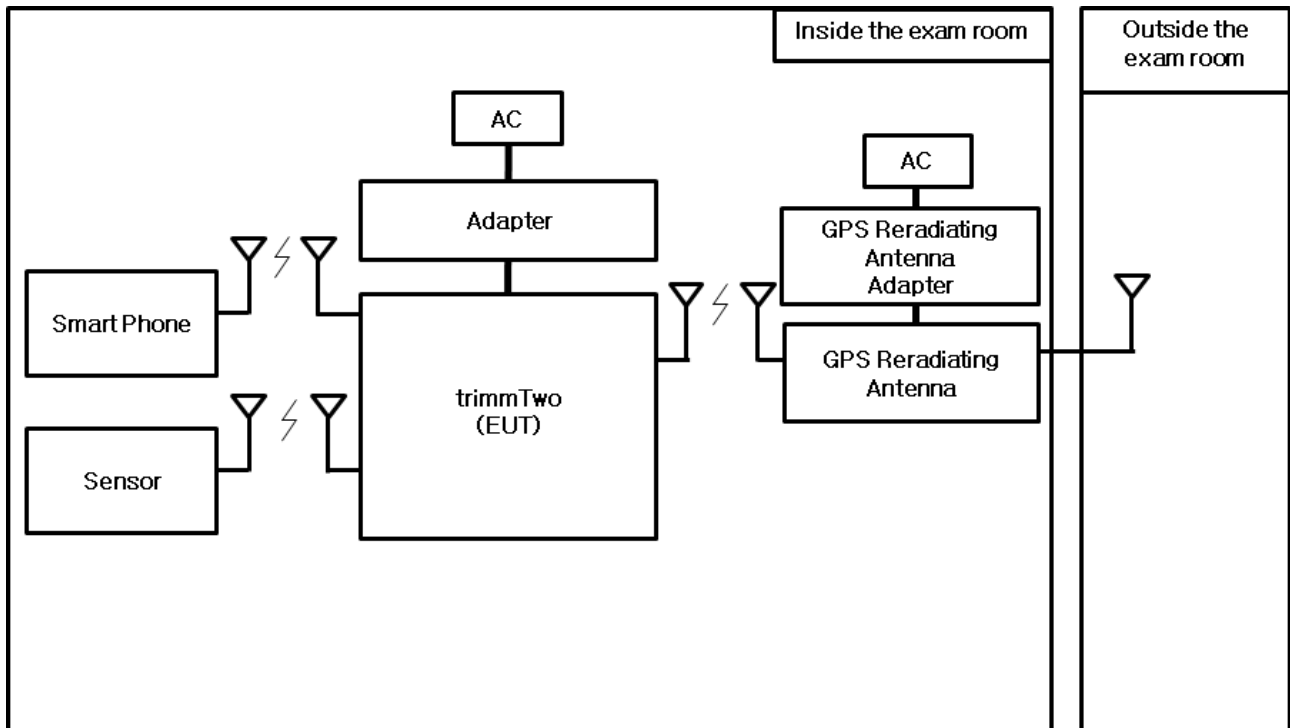 Inside the exam room
Outside the
exam room
AC
AC
Adapter
GPS Reradiating
Antenna
Adapter
Smart Phone
GPS Reradiating
Antenna
trimmTwo
(EUT)
Sensor